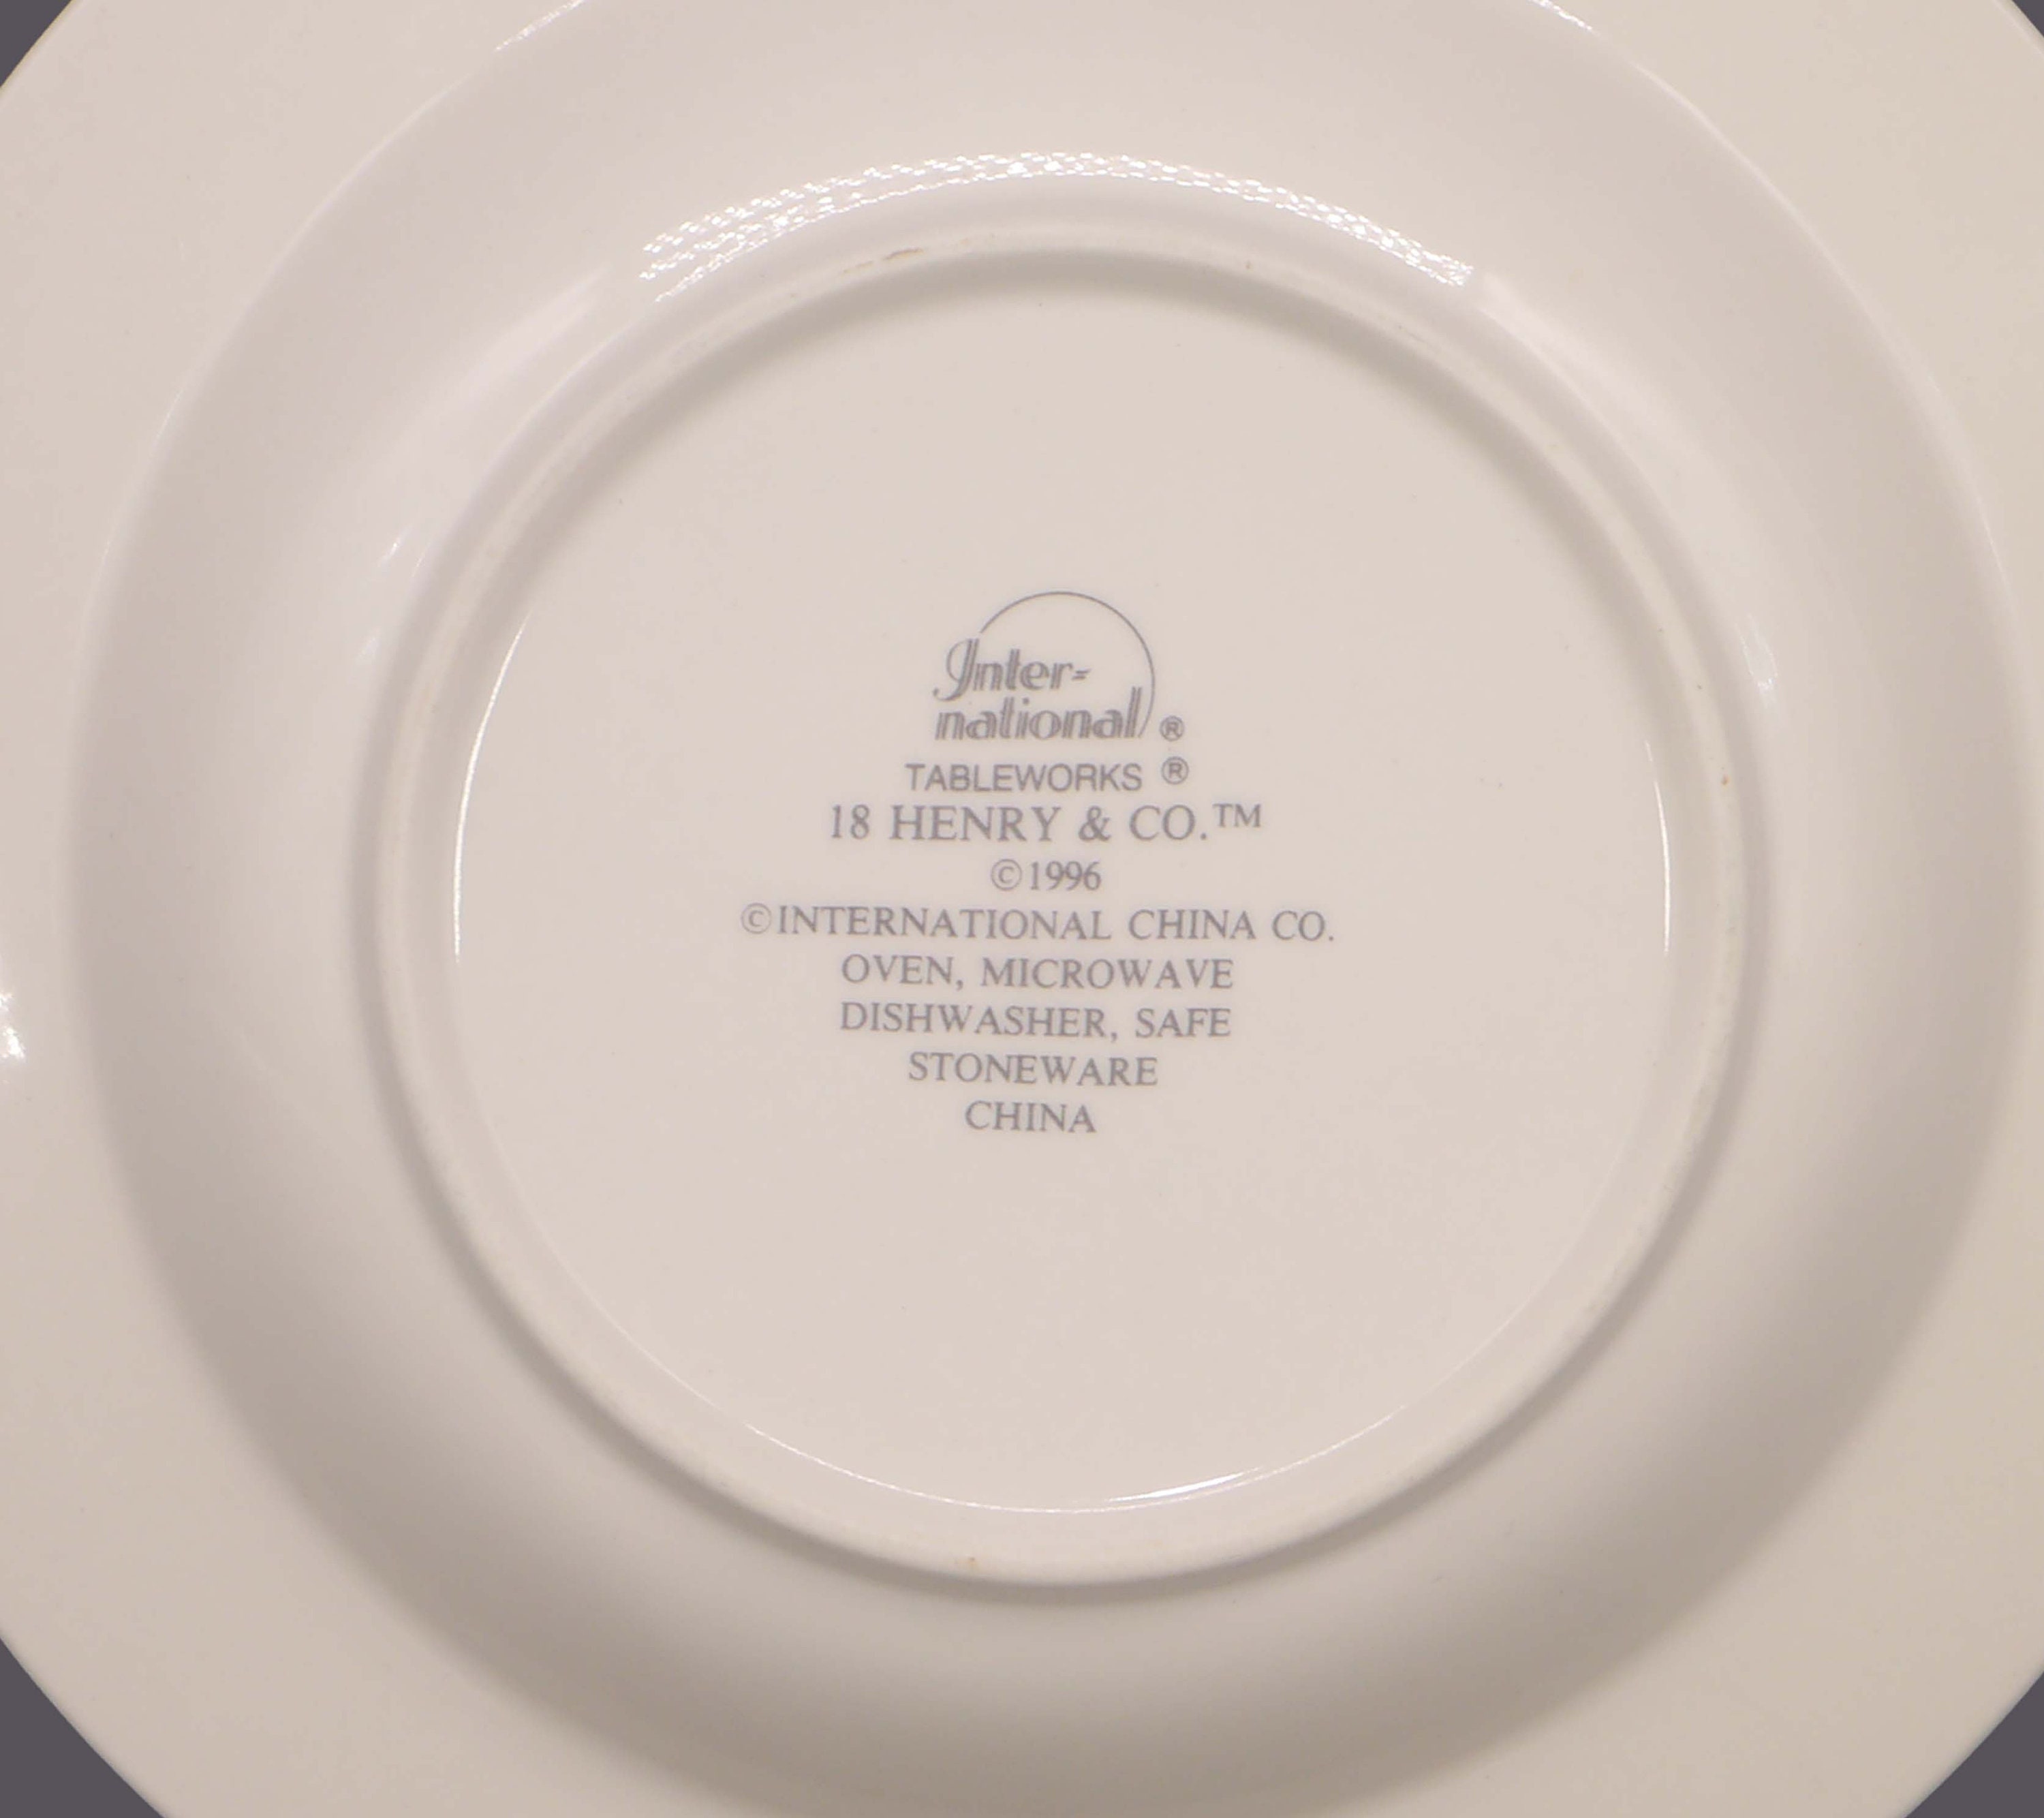 Inter-
national®
TABLEWORKS ®
18 HENRY & CO.™
©1996
©INTERNATIONAL CHINA CO.
OVEN, MICROWAVE
DISHWASHER, SAFE
STONEWARE
CHINA